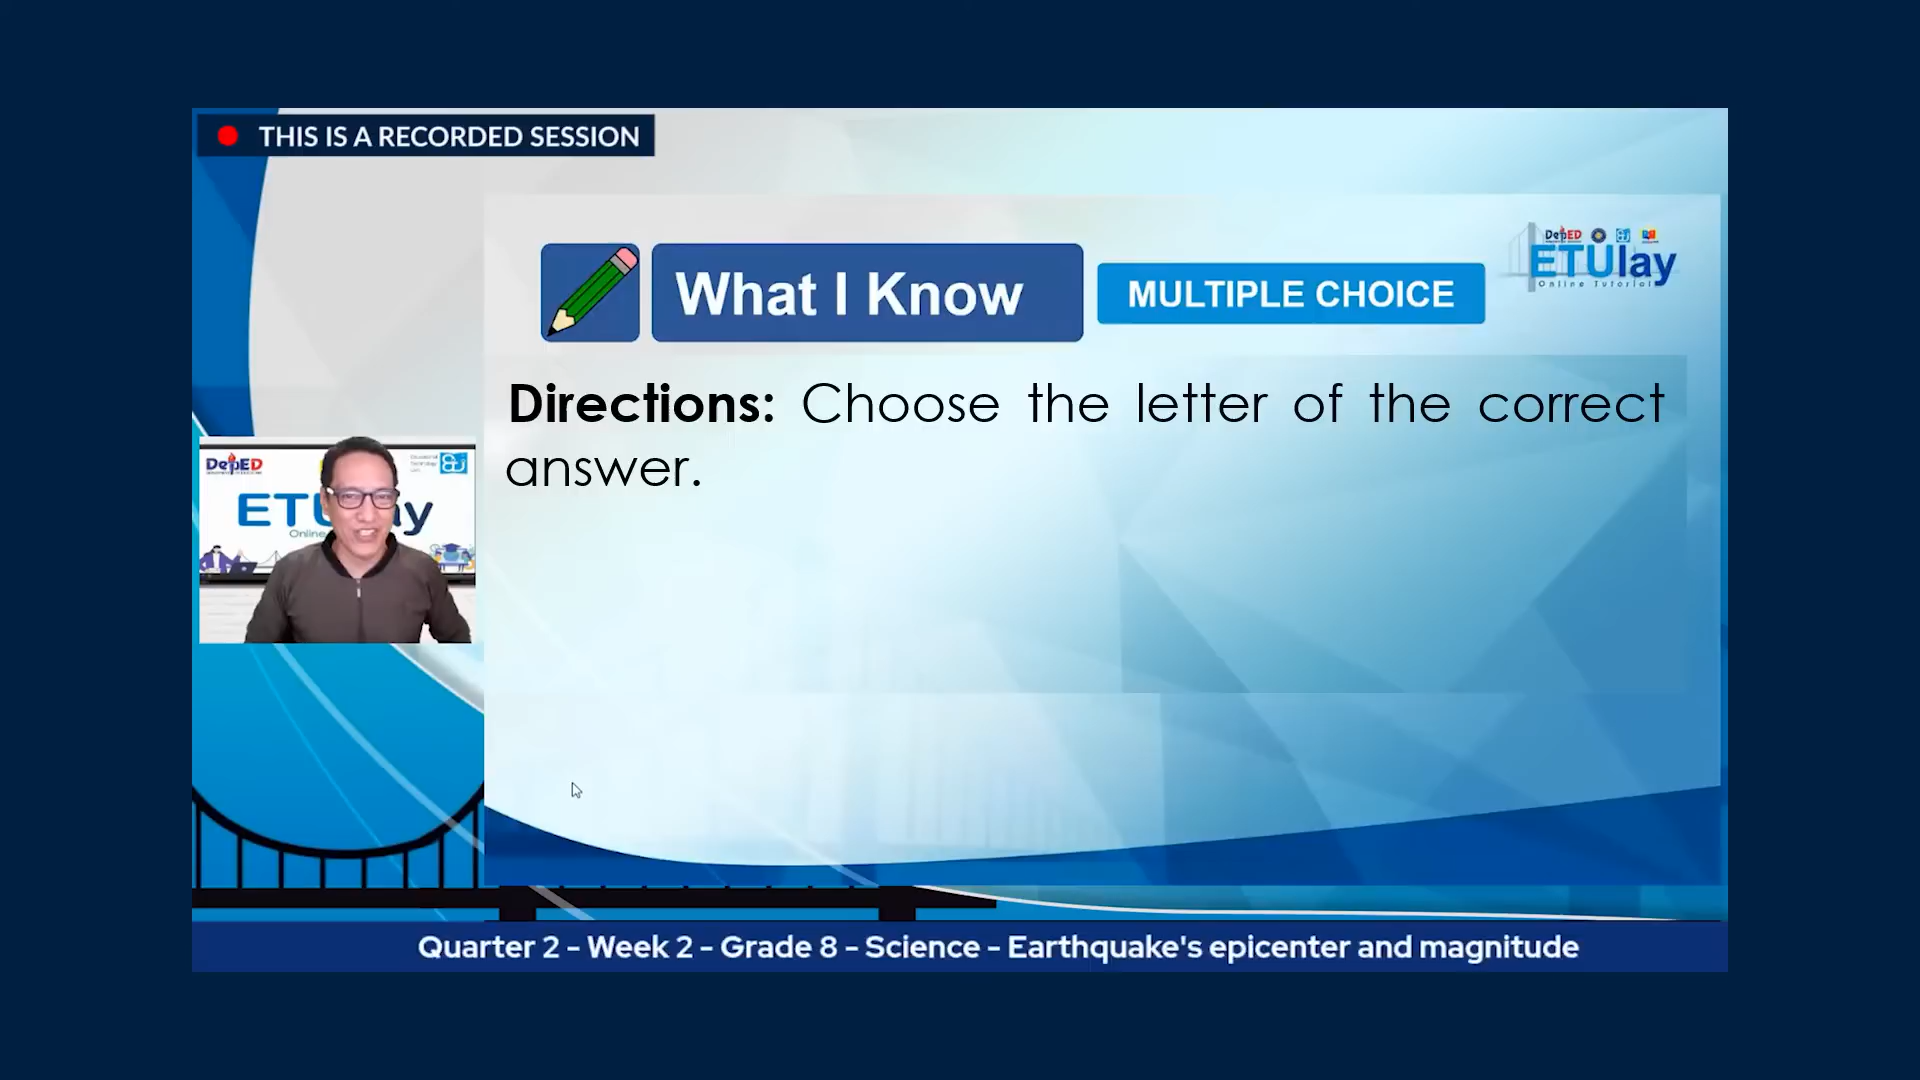 THIS IS A RECORDED SESSION
DepED
ETUlay
Online Tutorial
What I Know
MULTIPLE CHOICE
Directions: Choose the letter of the correct
answer.
DepED
Quarter 2 - Week 2 - Grade 8 - Science - Earthquake's epicenter and magnitude